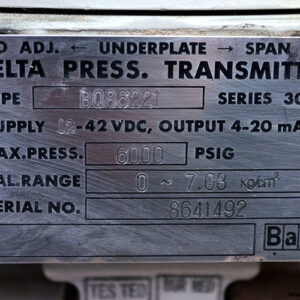 O ADJ. ← UNDERPLATE → SPAN
ELTA PRESS. TRANSMITT
YPE SERIES 30
UPPLY 12-42 VDC, OUTPUT 4-20 mA
AX.PRESS. 6000 PSIG
AL.RANGE 0 ~ 7.03 kg/cm²
ERIAL NO. 8641492
Ba
TESTED